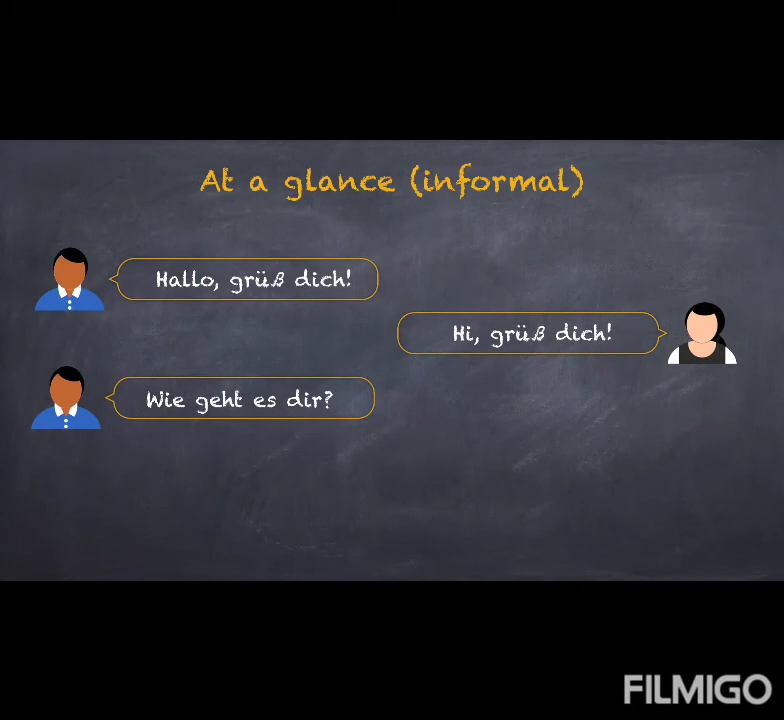 At a glance (informal)
Hallo, grüß dich!
Hi, grüß dich!
Wie geht es dir?
FILMIGO